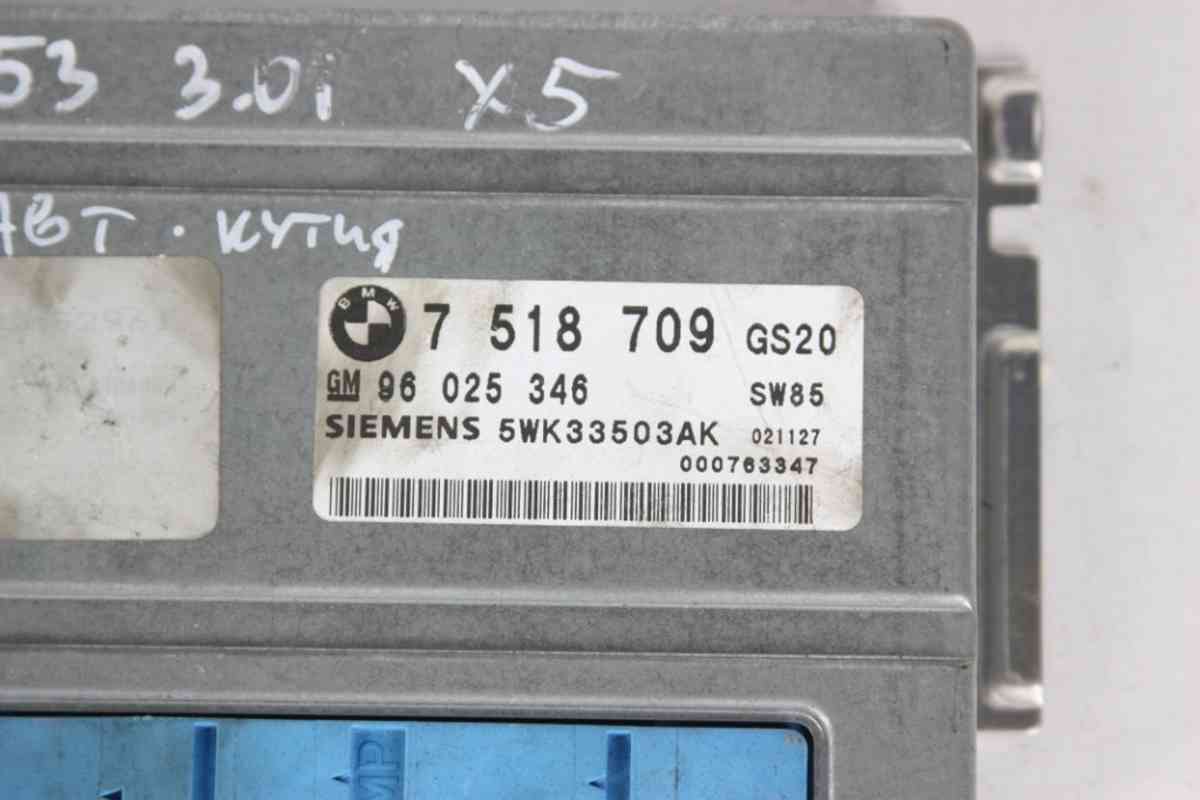 53 3.0i X5
АВТ. кутия
BMW 7 518 709 GS20
GM 96 025 346 SW85
SIEMENS 5WK33503AK 021127
000763347
MP